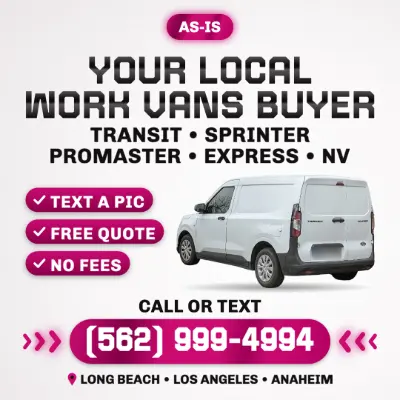 AS-IS
YOUR LOCAL
WORK VANS BUYER
TRANSIT • SPRINTER
PROMASTER • EXPRESS • NV
TEXT A PIC
FREE QUOTE
NO FEES
CALL OR TEXT
(562) 999-4994
LONG BEACH • LOS ANGELES • ANAHEIM